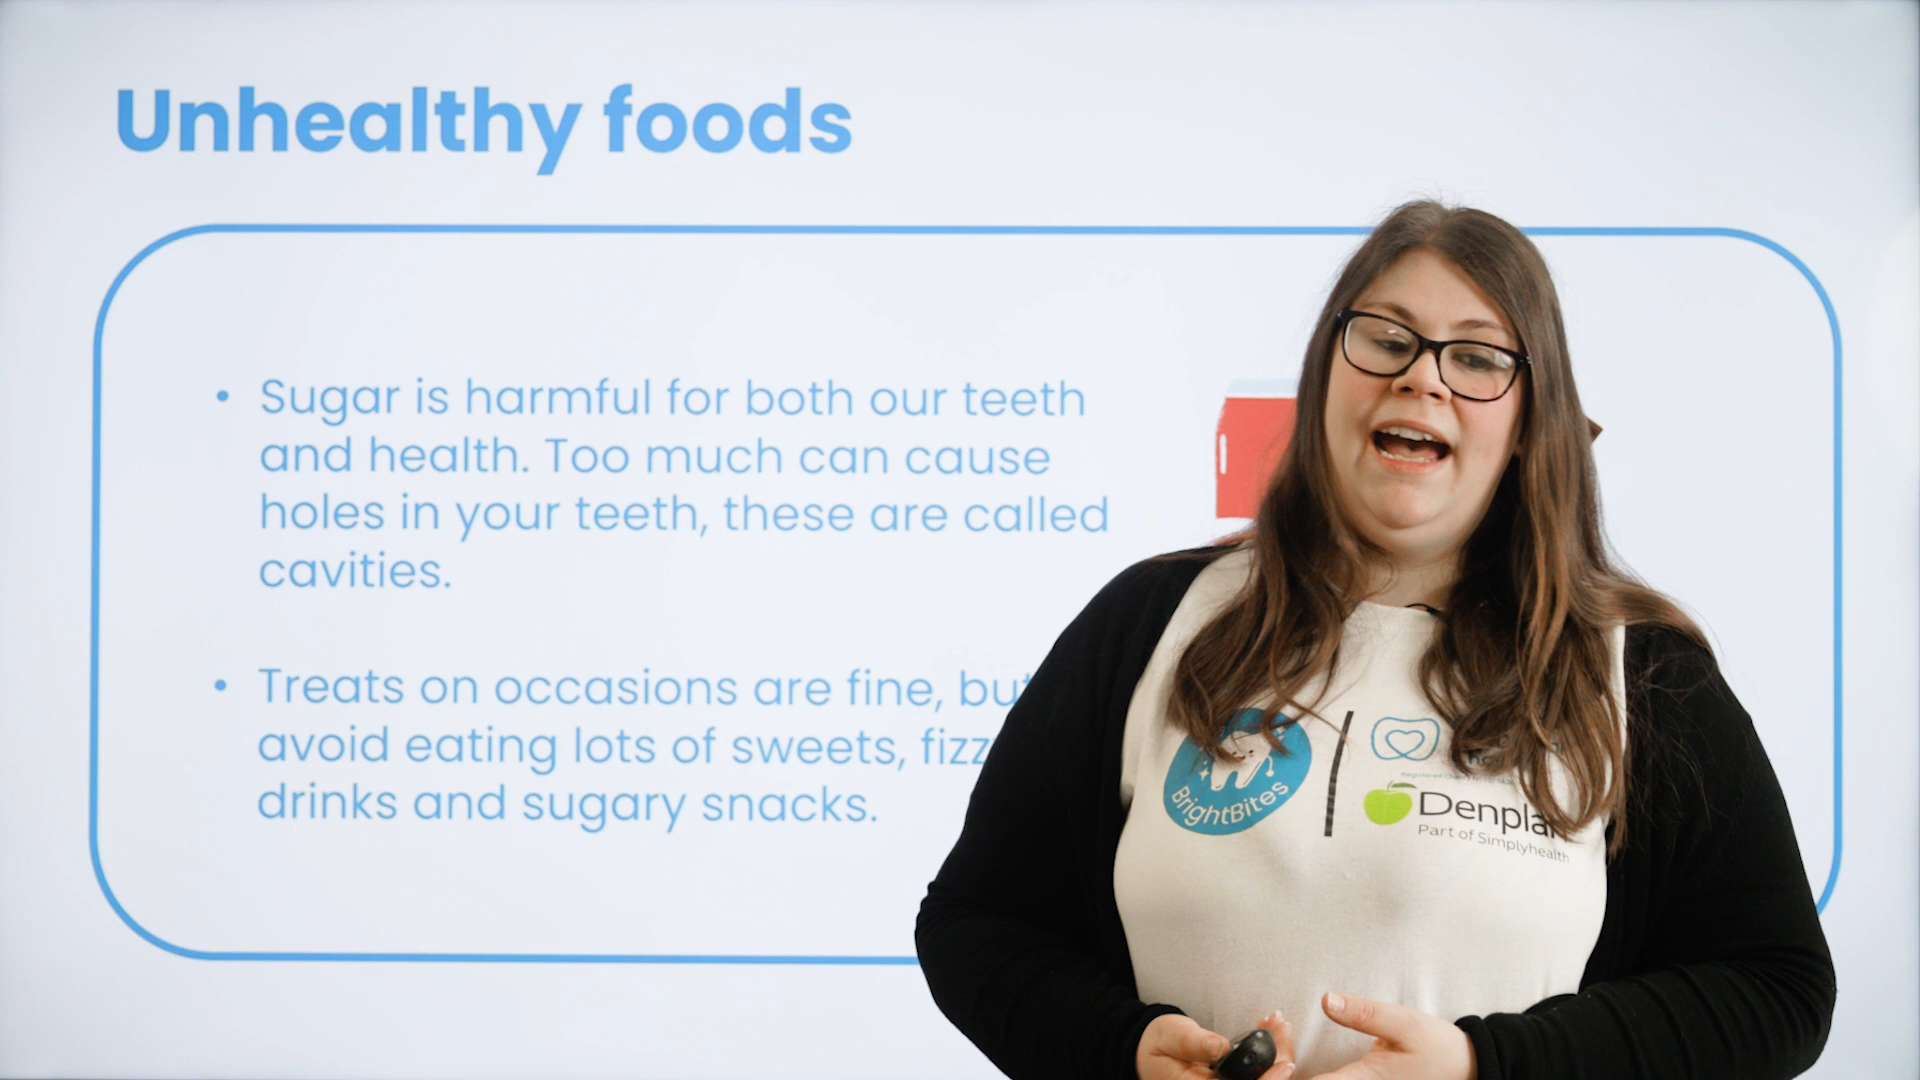 Unhealthy foods
• Sugar is harmful for both our teeth
and health. Too much can cause
holes in your teeth, these are called
cavities.
• Treats on occasions are fine, but
avoid eating lots of sweets, fizz
drinks and sugary snacks.
BrightBites
Denplan
Part of Simplyhealth